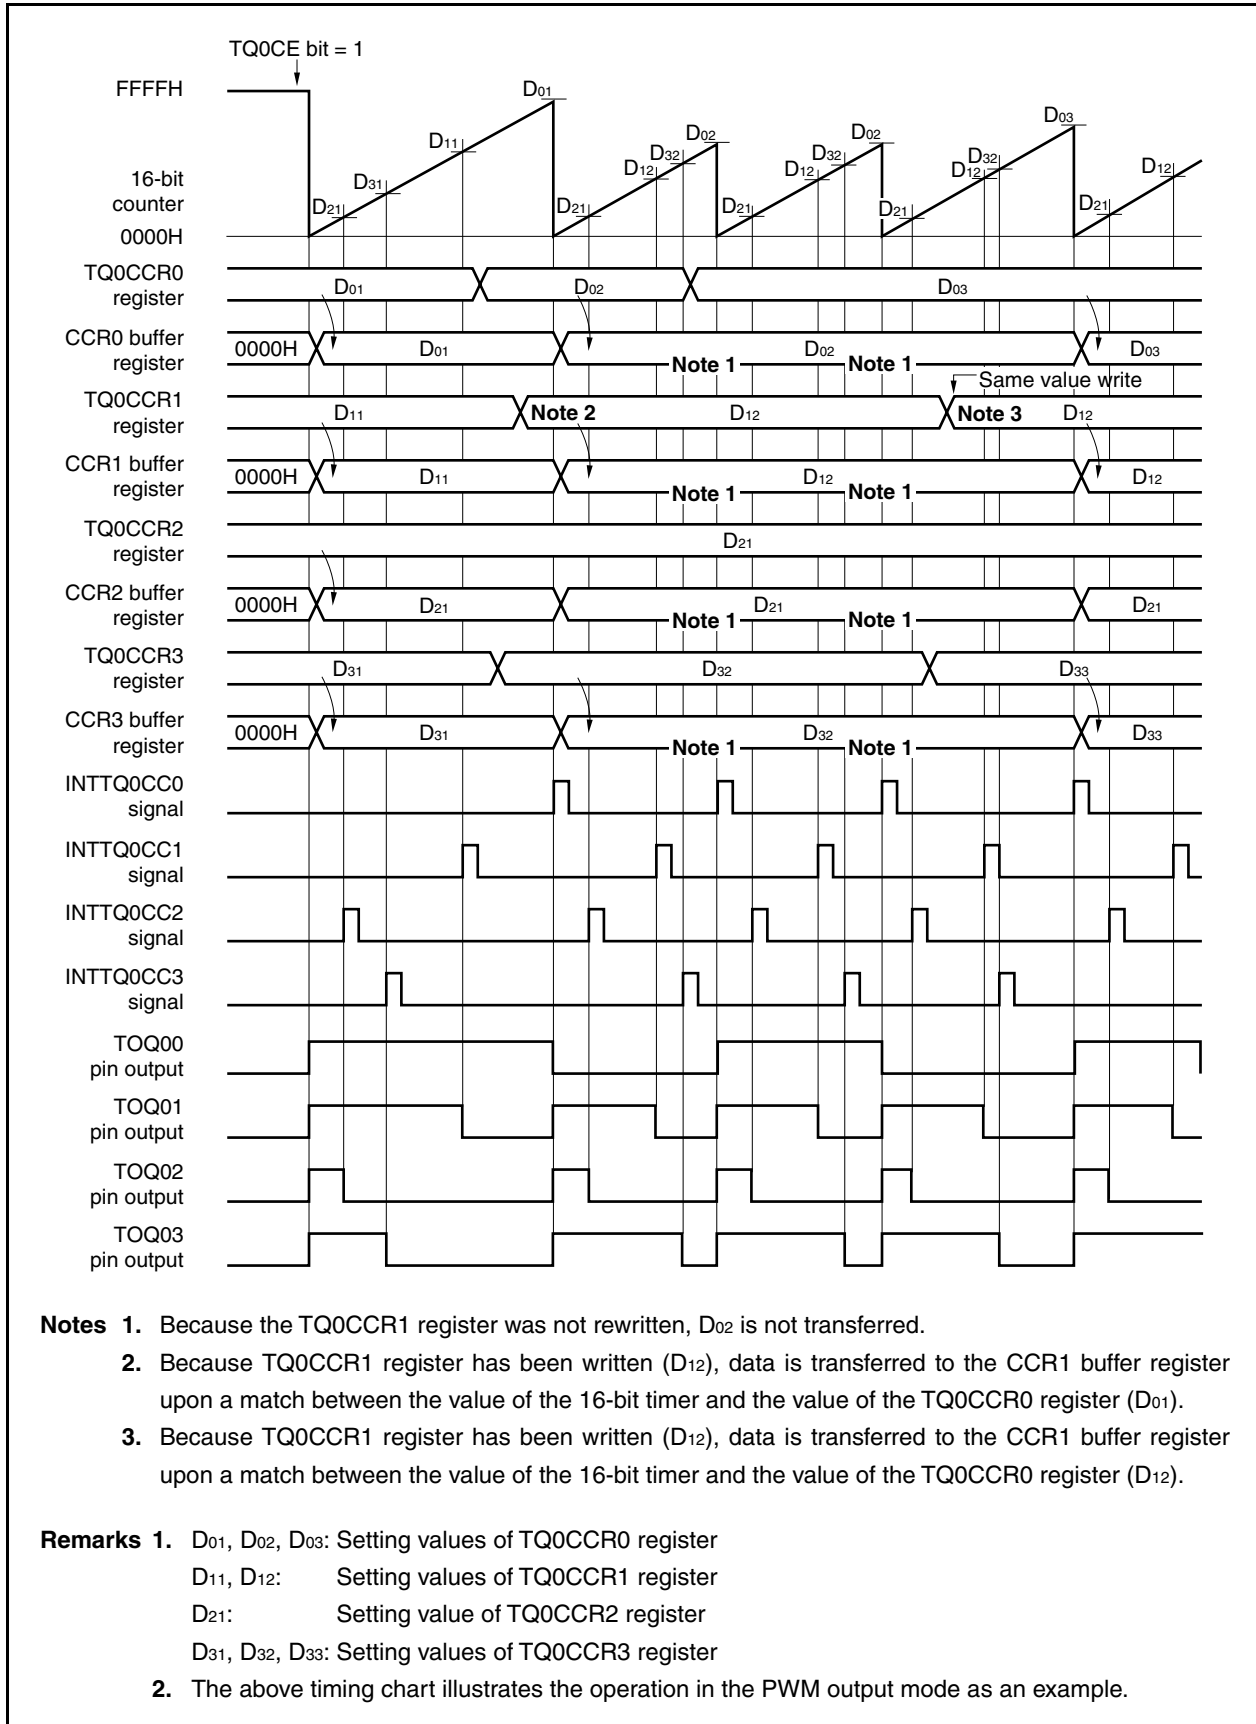 TQ0CE bit = 1
FFFFH
D01
D11
D31
D21
D02
D32
D12
D21
D02
D32
D12
D21
D03
D32
D12
D21
D12
D21
16-bit
counter
0000H
TQ0CCR0
register
D01
D02
D03
CCR0 buffer
register
0000H
D01
D02
D03
Note 1
Note 1
Same value write
TQ0CCR1
register
D11
Note 2
D12
Note 3
D12
CCR1 buffer
register
0000H
D11
D12
D12
Note 1
Note 1
TQ0CCR2
register
D21
CCR2 buffer
register
0000H
D21
D21
D21
Note 1
Note 1
TQ0CCR3
register
D31
D32
D33
CCR3 buffer
register
0000H
D31
D32
D33
Note 1
Note 1
INTTQ0CC0
signal
INTTQ0CC1
signal
INTTQ0CC2
signal
INTTQ0CC3
signal
TOQ00
pin output
TOQ01
pin output
TOQ02
pin output
TOQ03
pin output
Notes 1. Because the TQ0CCR1 register was not rewritten, D02 is not transferred.
2. Because TQ0CCR1 register has been written (D12), data is transferred to the CCR1 buffer register
upon a match between the value of the 16-bit timer and the value of the TQ0CCR0 register (D01).
3. Because TQ0CCR1 register has been written (D12), data is transferred to the CCR1 buffer register
upon a match between the value of the 16-bit timer and the value of the TQ0CCR0 register (D12).
Remarks 1. D01, D02, D03: Setting values of TQ0CCR0 register
D11, D12: Setting values of TQ0CCR1 register
D21: Setting value of TQ0CCR2 register
D31, D32, D33: Setting values of TQ0CCR3 register
2. The above timing chart illustrates the operation in the PWM output mode as an example.